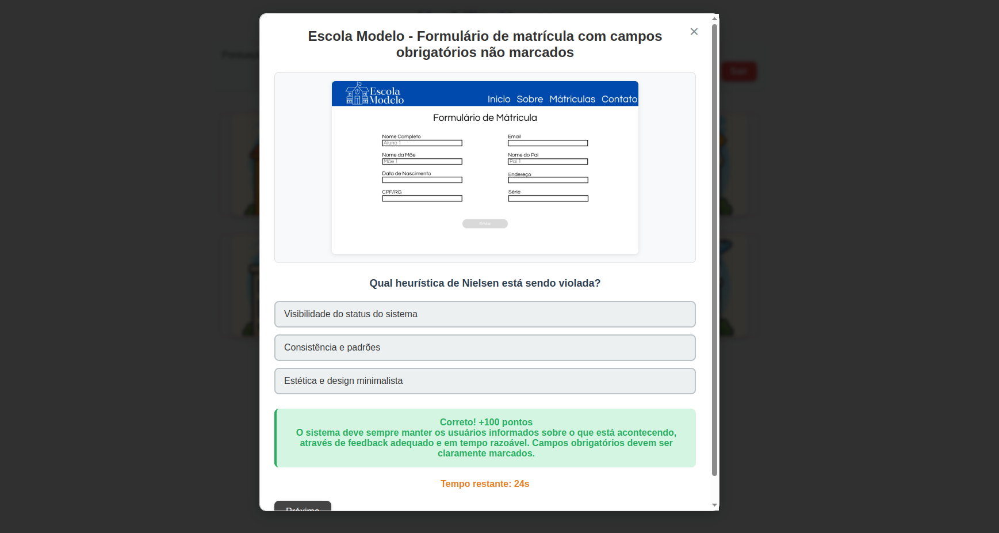 Escola Modelo - Formulário de matrícula com campos
obrigatórios não marcados
×
Escola
Modelo
Inicio Sobre Mátriculas Contato
Formulário de Mátricula
Nome Completo
Aluno 1
Email
Nome da Mãe
Mãe 1
Nome do Pai
Pai 1
Data de Nascimento
Endereço
CPF/RG
Série
Enviar
Qual heurística de Nielsen está sendo violada?
Visibilidade do status do sistema
Consistência e padrões
Estética e design minimalista
Correto! +100 pontos
O sistema deve sempre manter os usuários informados sobre o que está acontecendo,
através de feedback adequado e em tempo razoável. Campos obrigatórios devem ser
claramente marcados.
Tempo restante: 24s
Próximo